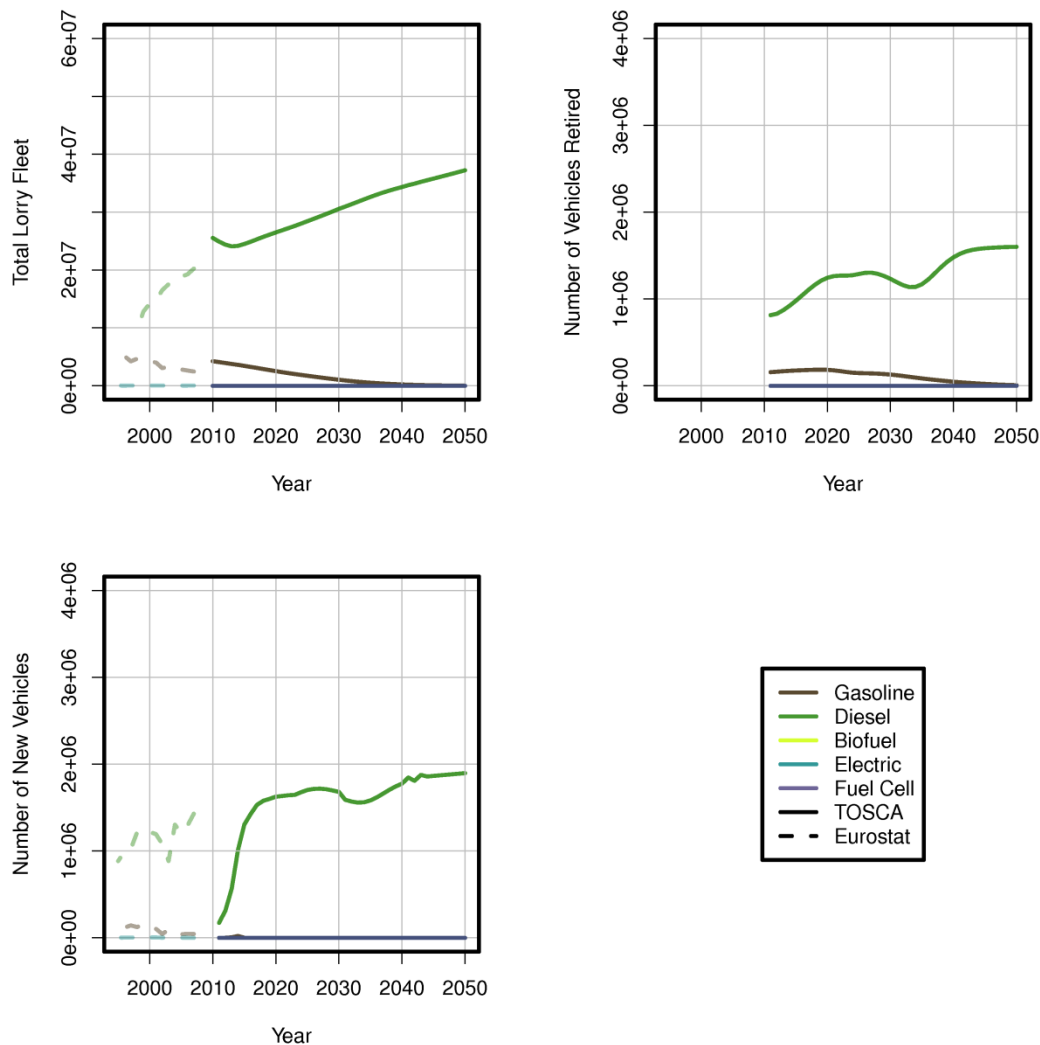 Total Lorry Fleet
6e+07
4e+07
2e+07
0e+00
2000 2010 2020 2030 2040 2050
Year
Number of Vehicles Retired
4e+06
3e+06
2e+06
1e+06
0e+00
2000 2010 2020 2030 2040 2050
Year
Number of New Vehicles
4e+06
3e+06
2e+06
1e+06
0e+00
2000 2010 2020 2030 2040 2050
Year
Gasoline
Diesel
Biofuel
Electric
Fuel Cell
TOSCA
Eurostat